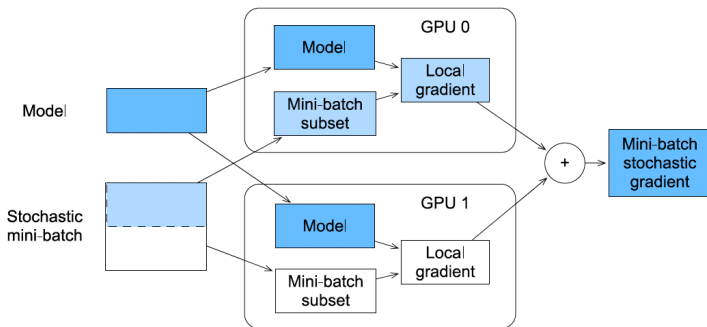 GPU 0
Model
Local
gradient
Mini-batch
subset
Model
Stochastic
mini-batch
GPU 1
Model
Local
gradient
Mini-batch
subset
+
Mini-batch
stochastic
gradient